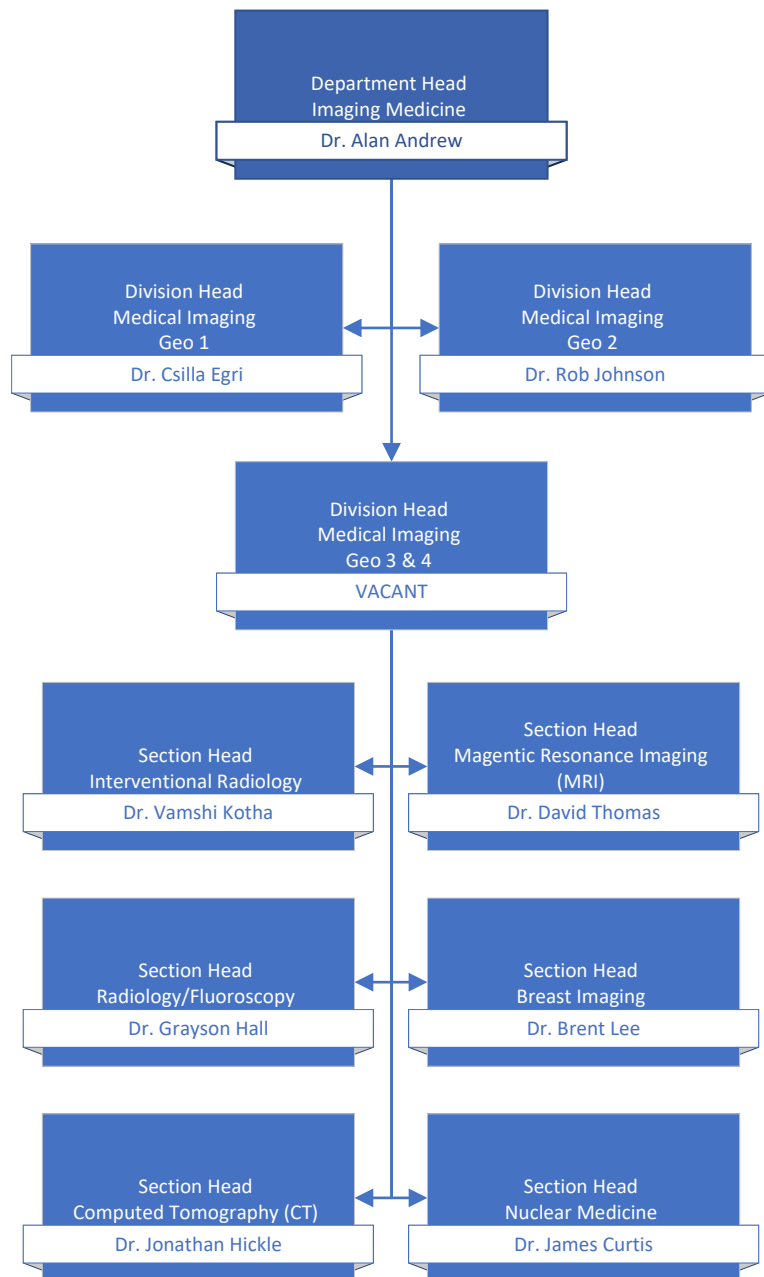 Department Head
Imaging Medicine
Dr. Alan Andrew
Division Head
Medical Imaging
Geo 1
Dr. Csilla Egri
Division Head
Medical Imaging
Geo 2
Dr. Rob Johnson
Division Head
Medical Imaging
Geo 3 & 4
VACANT
Section Head
Interventional Radiology
Dr. Vamshi Kotha
Section Head
Magentic Resonance Imaging
(MRI)
Dr. David Thomas
Section Head
Radiology/Fluoroscopy
Dr. Grayson Hall
Section Head
Breast Imaging
Dr. Brent Lee
Section Head
Computed Tomography (CT)
Dr. Jonathan Hickle
Section Head
Nuclear Medicine
Dr. James Curtis